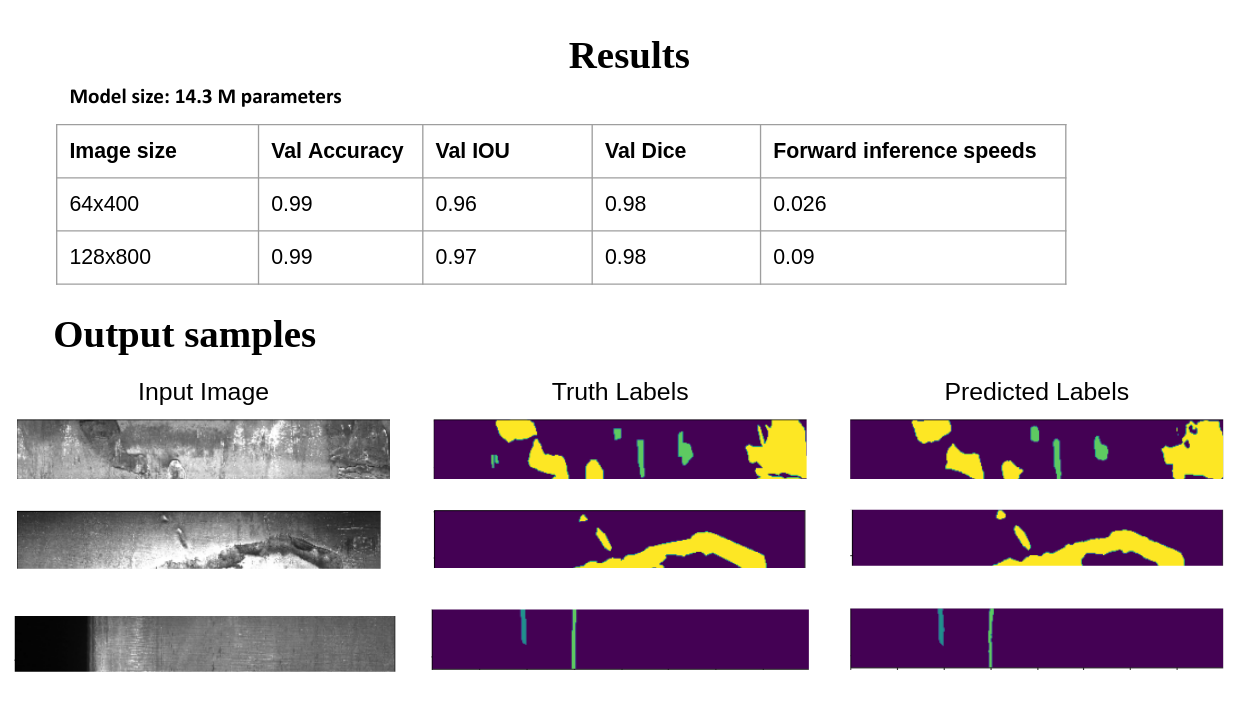 Results
Model size: 14.3 M parameters
Image size Val Accuracy Val IOU Val Dice Forward inference speeds
64x400 0.99 0.96 0.98 0.026
128x800 0.99 0.97 0.98 0.09
Output samples
Input Image Truth Labels Predicted Labels